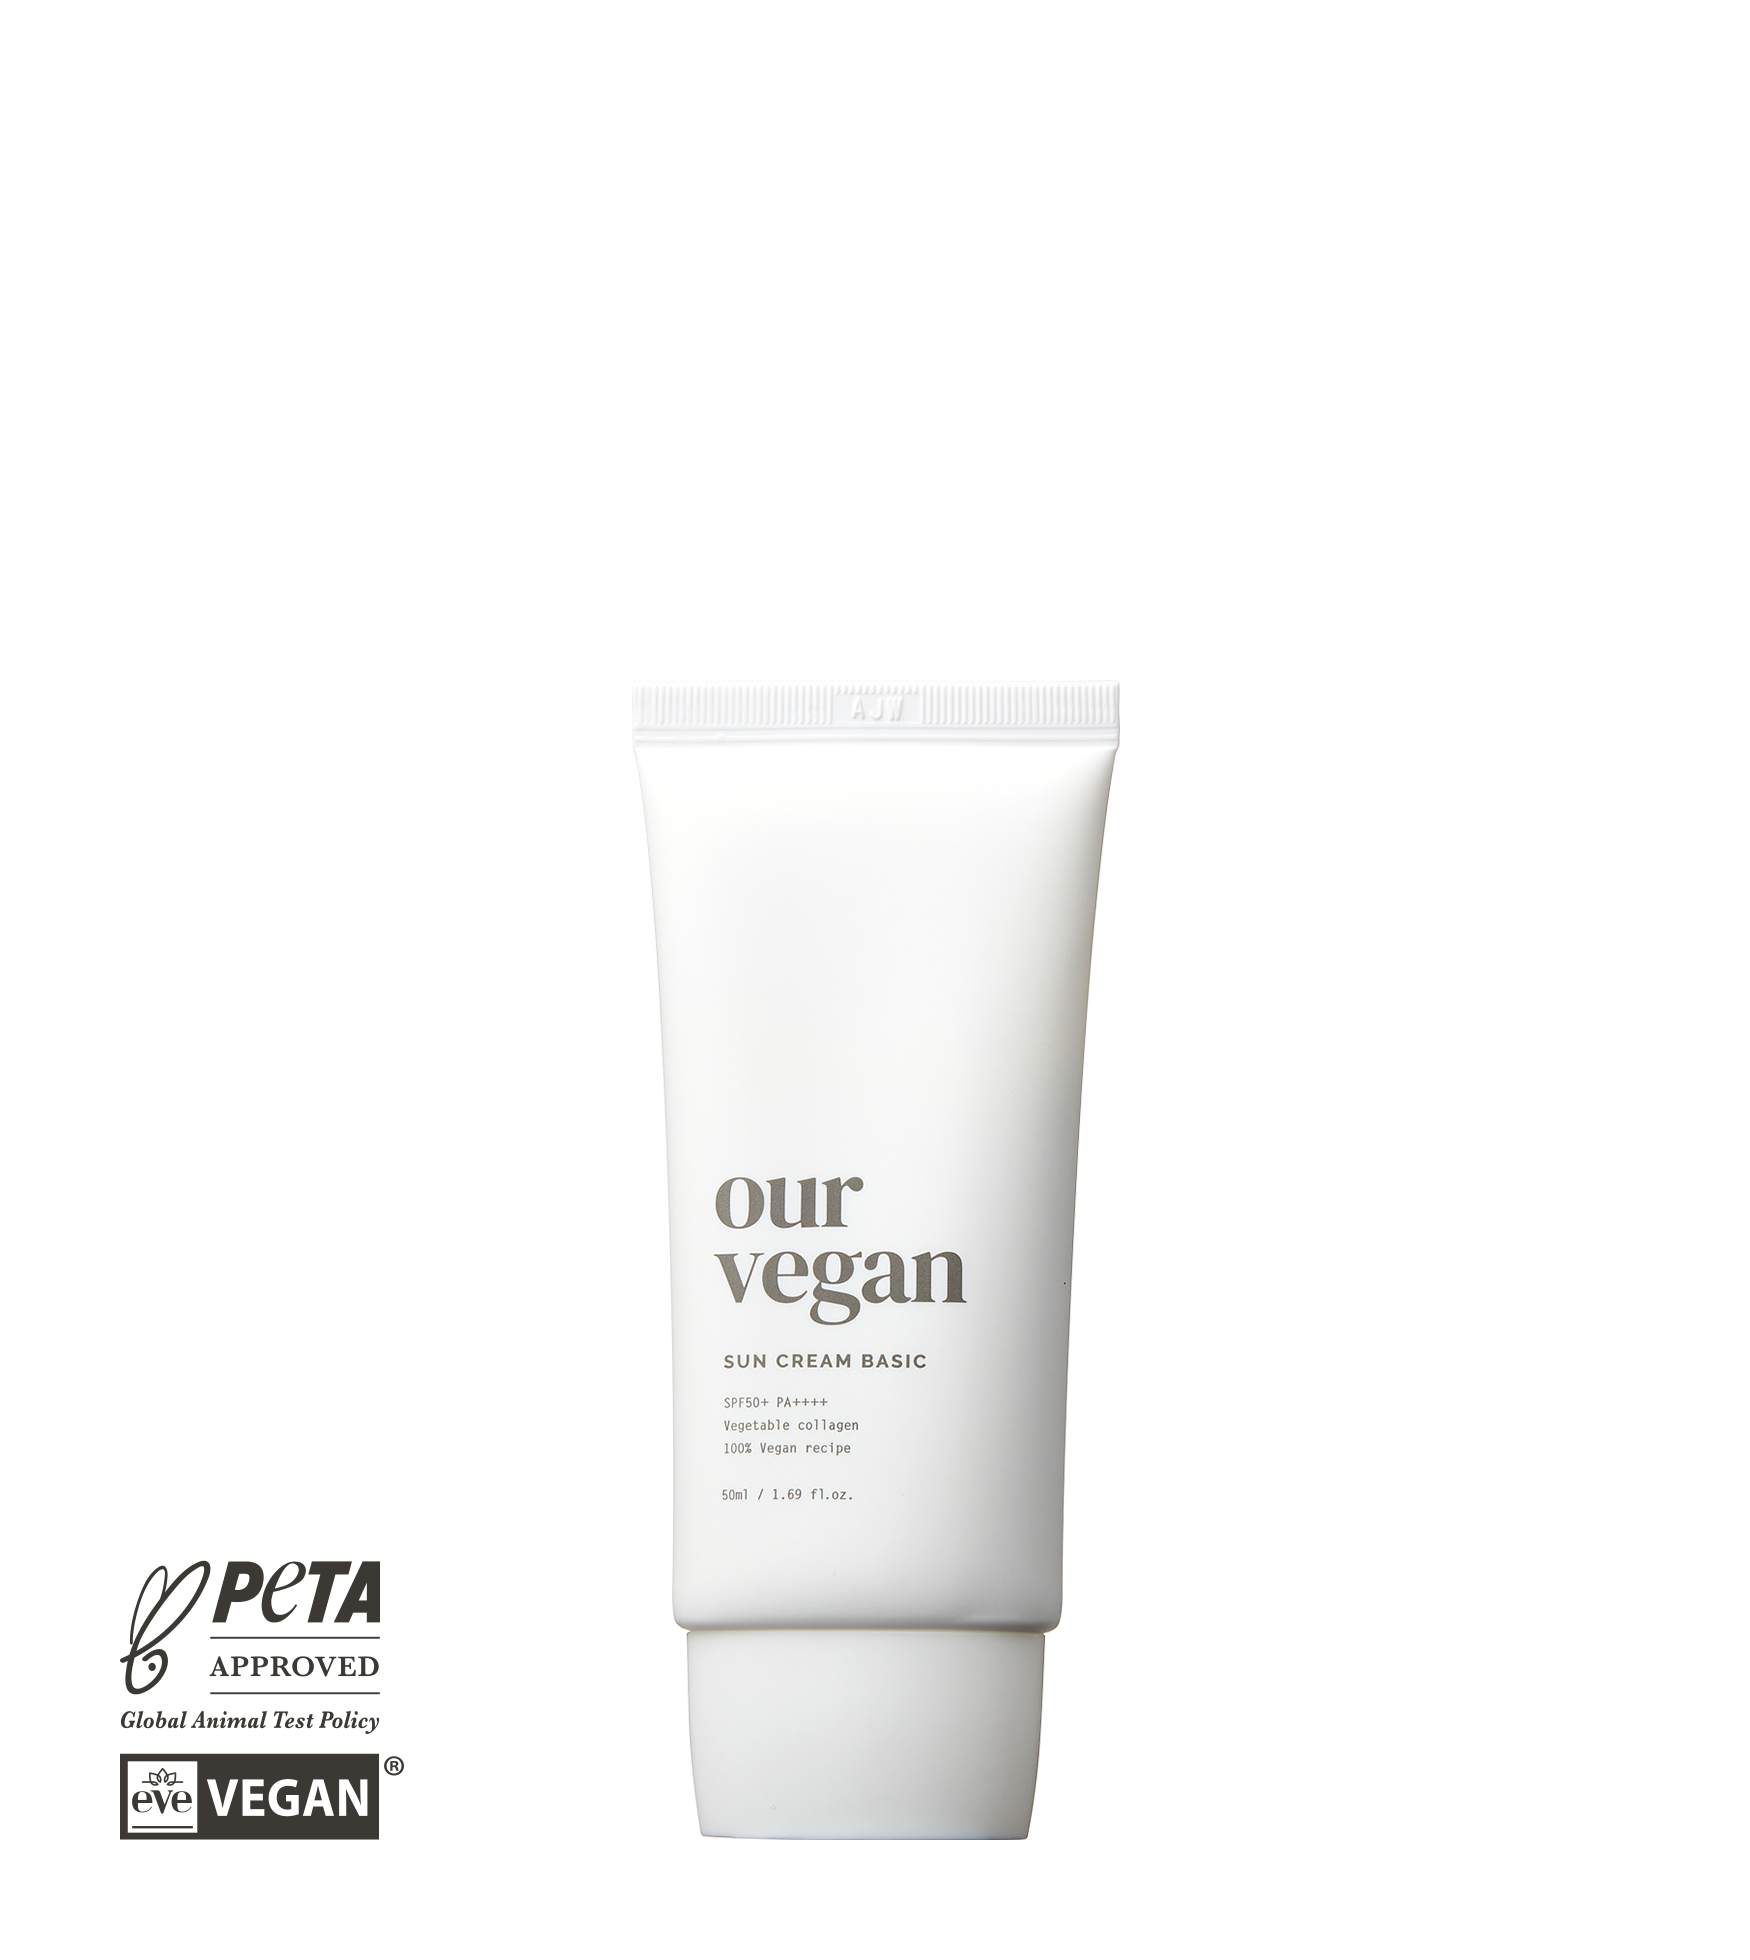 AJW
our
vegan
SUN CREAM BASIC
SPF50+ PA++++
Vegetable collagen
100% Vegan recipe
50ml / 1.69 fl.oz.
PeTA
APPROVED
Global Animal Test Policy
eve VEGAN®